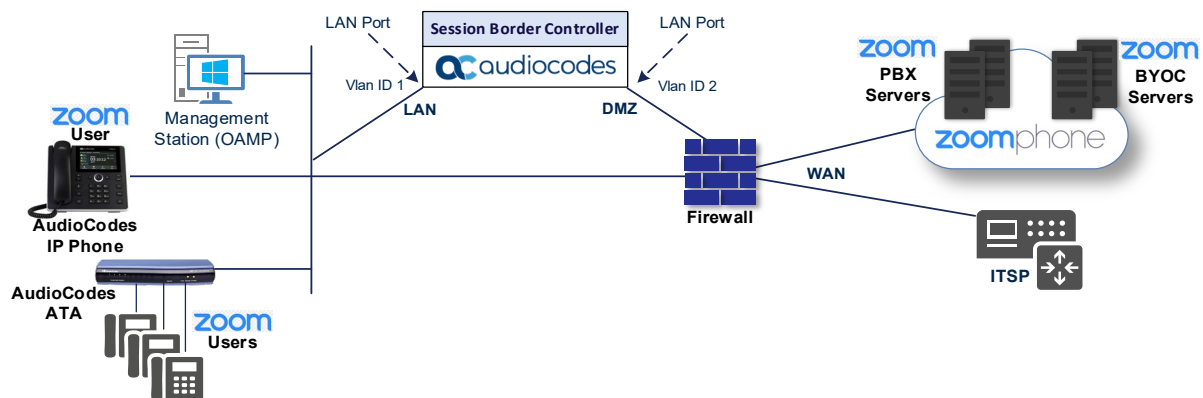 LAN Port
LAN Port
Session Border Controller
audiocodes
Vlan ID 1
Vlan ID 2
LAN
DMZ
Management
Station (OAMP)
zoom
User
AudioCodes
IP Phone
AudioCodes
ATA
zoom
Users
Firewall
WAN
zoom
PBX
Servers
zoom
BYOC
Servers
zoomphone
ITSP